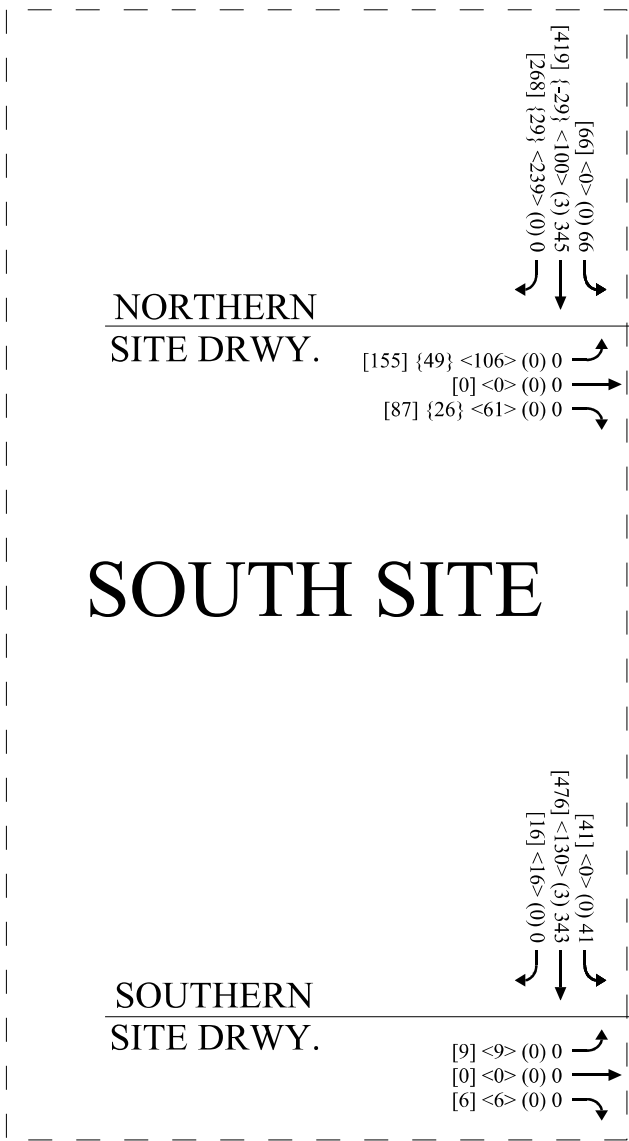 [66] <0> (0) 66
[419] {-29} <100> (3) 345
[268] {29} <239> (0) 0
NORTHERN
SITE DRWY.
[155] {49} <106> (0) 0
[0] <0> (0) 0
[87] {26} <61> (0) 0
SOUTH SITE
[41] <0> (0) 41
[476] <130> (3) 343
[16] <16> (0) 0
SOUTHERN
SITE DRWY.
[9] <9> (0) 0
[0] <0> (0) 0
[6] <6> (0) 0